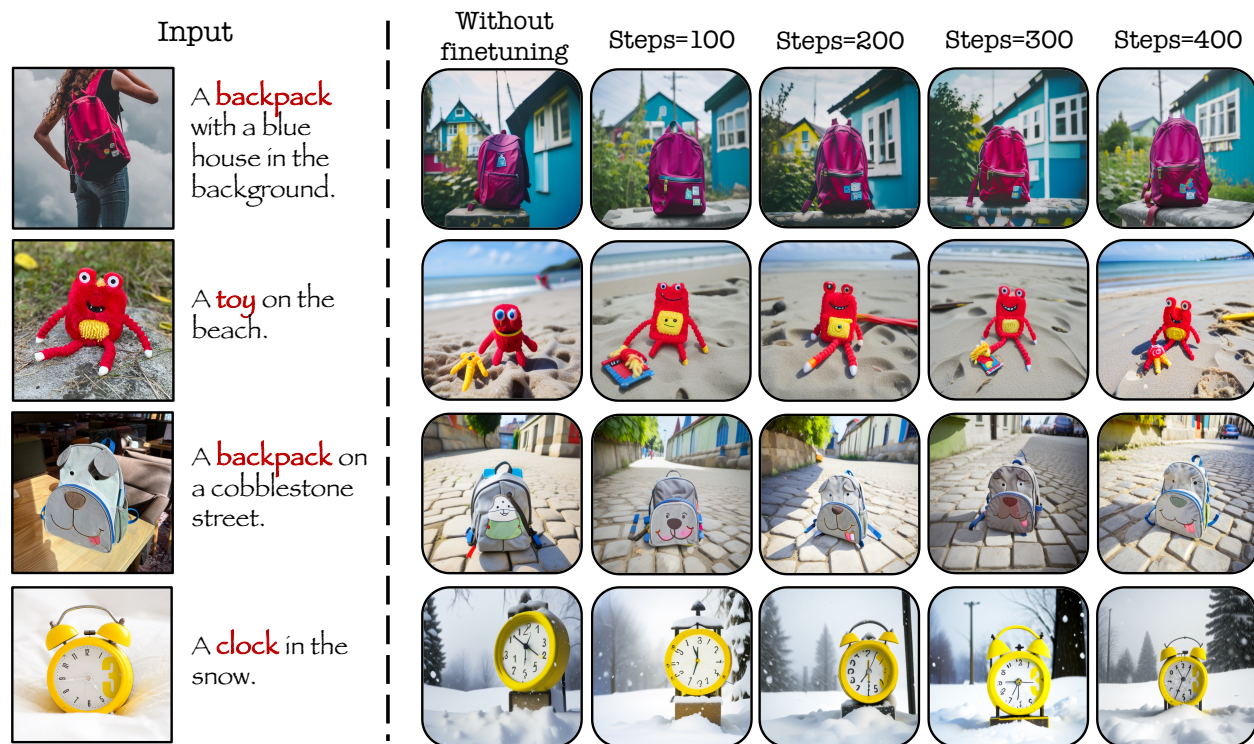 Input
Without
finetuning
Steps=100
Steps=200
Steps=300
Steps=400
A backpack
with a blue
house in the
background.
A toy on the
beach.
A backpack on
a cobblestone
street.
A clock in the
snow.